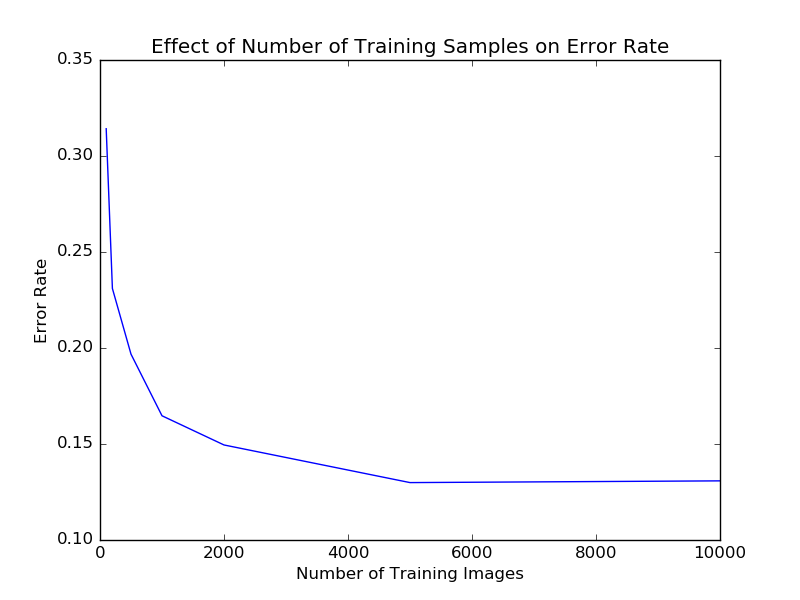 Effect of Number of Training Samples on Error Rate
0.35
0.30
0.25
0.20
0.15
0.10
Error Rate
0 2000 4000 6000 8000 10000
Number of Training Images